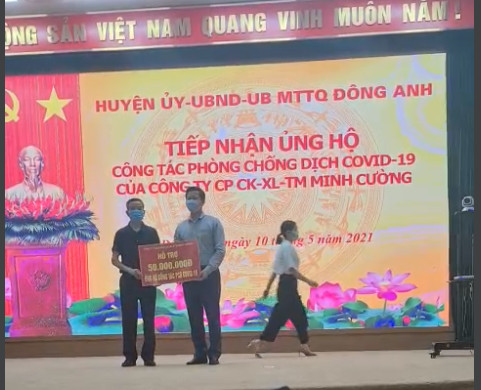 CỘNG SẢN VIỆT NAM QUANG VINH MUÔN NĂM!
HUYỆN ỦY-UBND-UB MTTQ ĐÔNG ANH
TIẾP NHẬN ỦNG HỘ
CÔNG TÁC PHÒNG CHỐNG DỊCH COVID-19
CỦA CÔNG TY CP CK-XL-TM MINH CƯỜNG
ngày 10 tháng 5 năm 2021
HỖ TRỢ
50.000.000Đ